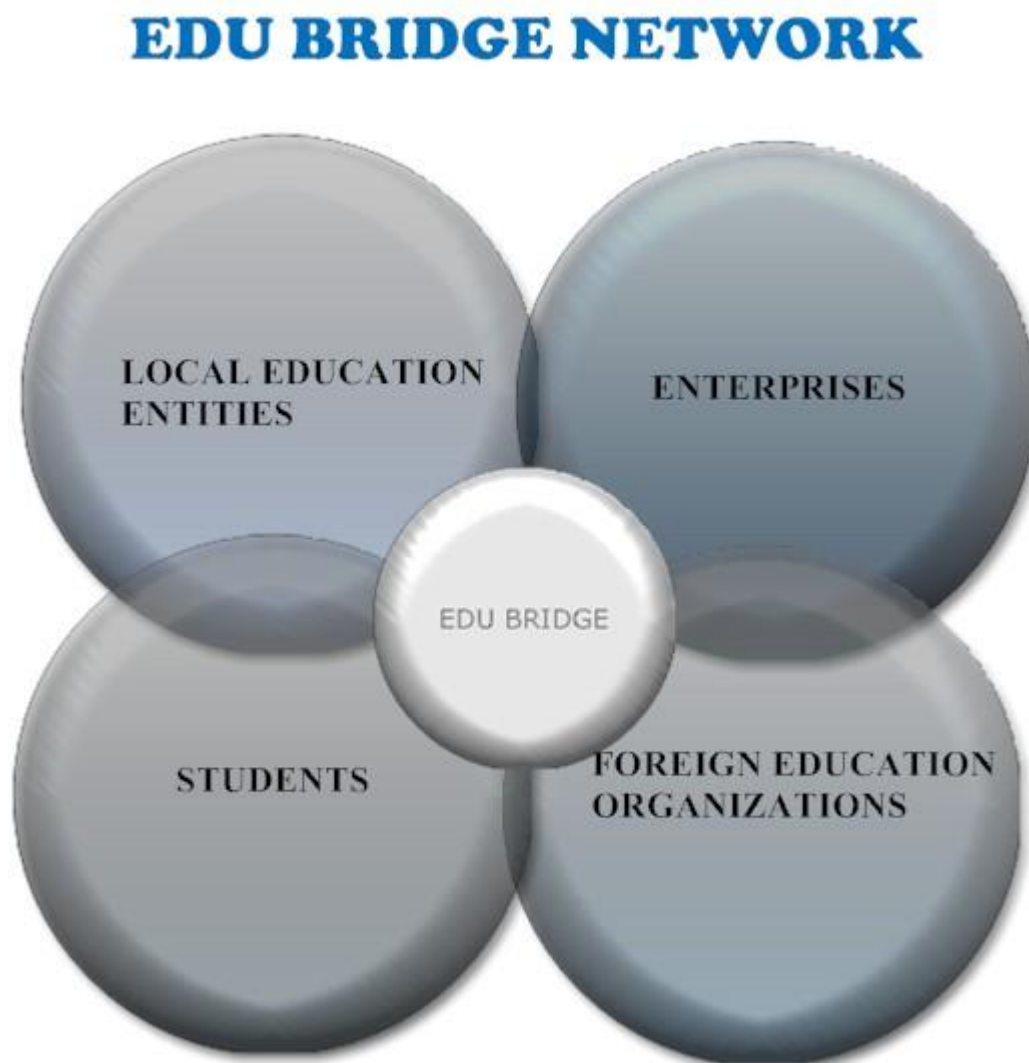 EDU BRIDGE NETWORK
LOCAL EDUCATION
ENTITIES
ENTERPRISES
EDU BRIDGE
STUDENTS
FOREIGN EDUCATION
ORGANIZATIONS